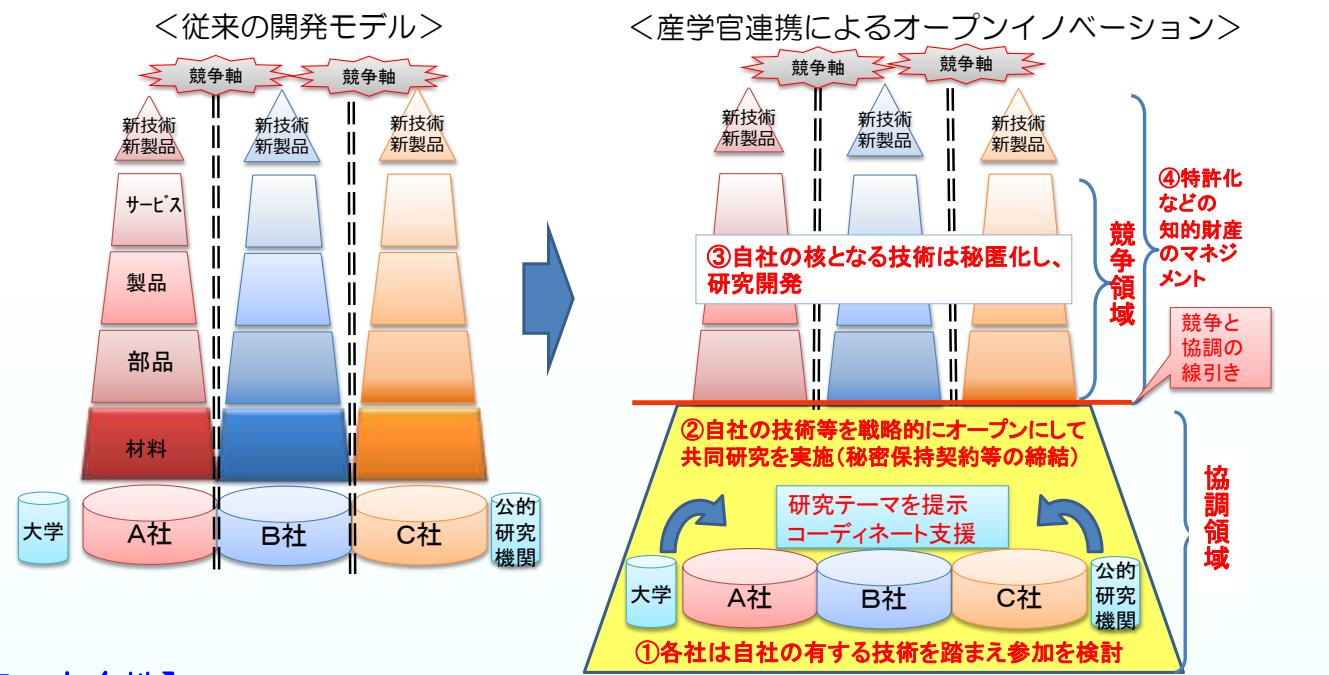 ＜従来の開発モデル＞
競争軸
競争軸
新技術
新製品
新技術
新製品
新技術
新製品
サービス
製品
部品
材料
大学
A社
B社
C社
公的
研究
機関
＜産学官連携によるオープンイノベーション＞
競争軸
競争軸
新技術
新製品
新技術
新製品
新技術
新製品
③自社の核となる技術は秘匿化し、
研究開発
競争領域
④特許化
などの
知的財産
のマネジ
メント
競争と
協調の
線引き
②自社の技術等を戦略的にオープンにして
共同研究を実施（秘密保持契約等の締結）
研究テーマを提示
コーディネート支援
協調領域
大学
A社
B社
C社
公的
研究
機関
①各社は自社の有する技術を踏まえ参加を検討